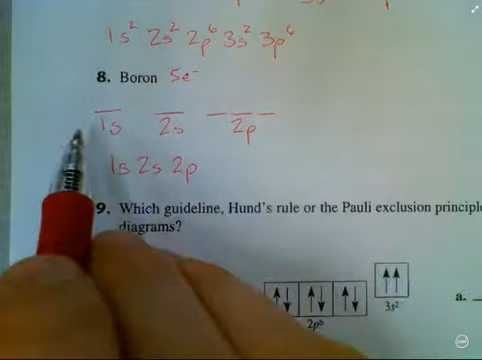 1s² 2s² 2p⁶ 3s² 3p⁶
8. Boron 5e⁻
1s 2s 2p
1s 2s 2p
9. Which guideline, Hund's rule or the Pauli exclusion principle
diagrams?
2p⁶ 3s² a.